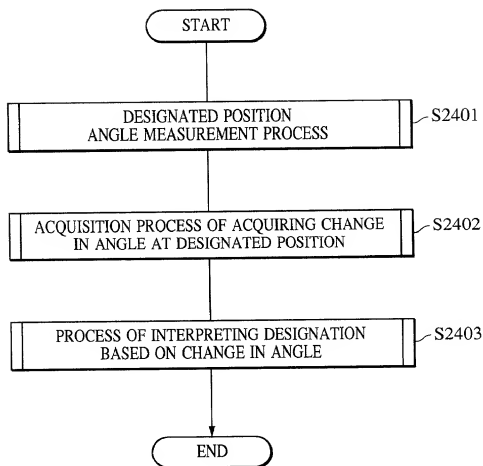 START
DESIGNATED POSITION
ANGLE MEASUREMENT PROCESS
S2401
ACQUISITION PROCESS OF ACQUIRING CHANGE
IN ANGLE AT DESIGNATED POSITION
S2402
PROCESS OF INTERPRETING DESIGNATION
BASED ON CHANGE IN ANGLE
S2403
END